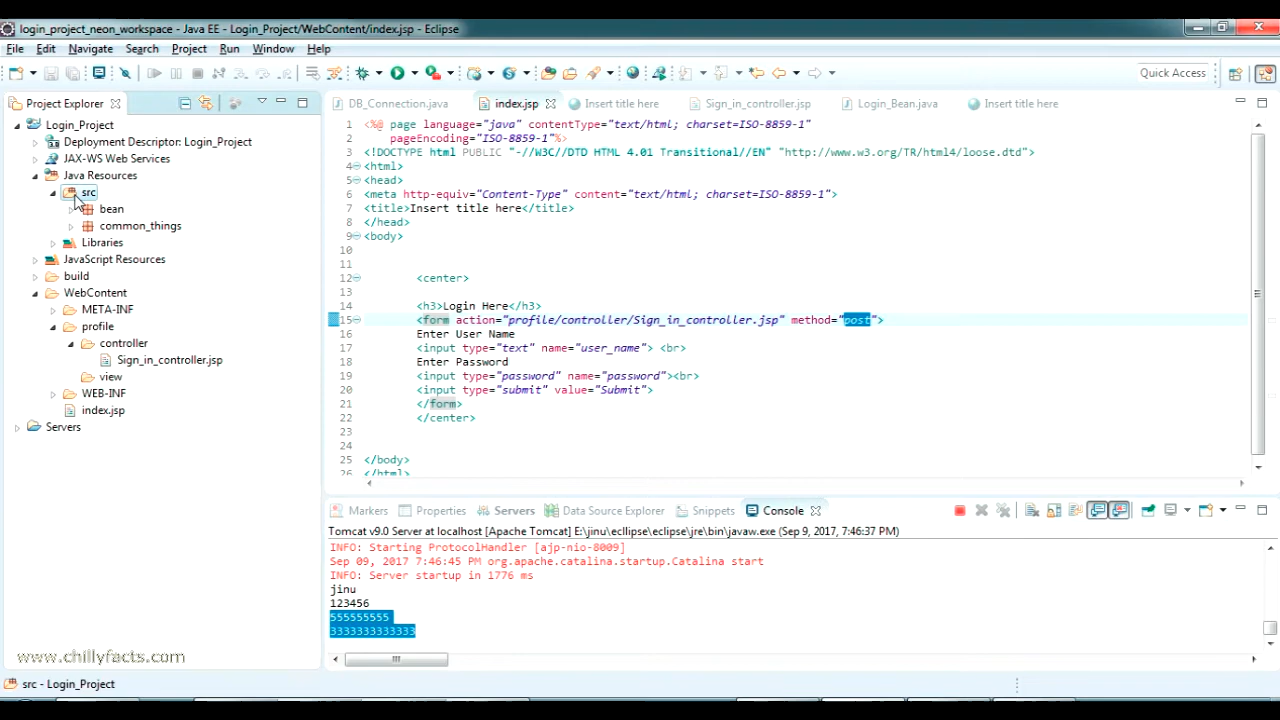 login_project_neon_workspace - Java EE - Login_Project/WebContent/index.jsp - Eclipse
File Edit Navigate Search Project Run Window Help
Quick Access
Project Explorer
Login_Project
Deployment Descriptor: Login_Project
JAX-WS Web Services
Java Resources
src
bean
common_things
Libraries
JavaScript Resources
build
WebContent
META-INF
profile
controller
Sign_in_controller.jsp
view
WEB-INF
index.jsp
Servers
DB_Connection.java index.jsp Insert title here Sign_in_controller.jsp Login_Bean.java Insert title here
1 <%@ page language="java" contentType="text/html; charset=ISO-8859-1"
2 pageEncoding="ISO-8859-1"%>
3 <!DOCTYPE html PUBLIC "-//W3C//DTD HTML 4.01 Transitional//EN" "http://www.w3.org/TR/html4/loose.dtd">
4 <html>
5 <head>
6 <meta http-equiv="Content-Type" content="text/html; charset=ISO-8859-1">
7 <title>Insert title here</title>
8 </head>
9 <body>
10
11
12 <center>
13
14 <h3>Login Here</h3>
15 <form action="profile/controller/Sign_in_controller.jsp" method="post">
16 Enter User Name
17 <input type="text" name="user_name"> <br>
18 Enter Password
19 <input type="password" name="password"><br>
20 <input type="submit" value="Submit">
21 </form>
22 </center>
23
24
25 </body>
26 </html>
Markers Properties Servers Data Source Explorer Snippets Console
Tomcat v9.0 Server at localhost [Apache Tomcat] E:\jinu\ecllipse\eclipse\jre\bin\javaw.exe (Sep 9, 2017, 7:46:37 PM)
INFO: Starting ProtocolHandler [ajp-nio-8009]
Sep 09, 2017 7:46:45 PM org.apache.catalina.startup.Catalina start
INFO: Server startup in 1776 ms
jinu
123456
555555555
3333333333333
www.chillyfacts.com
src - Login_Project